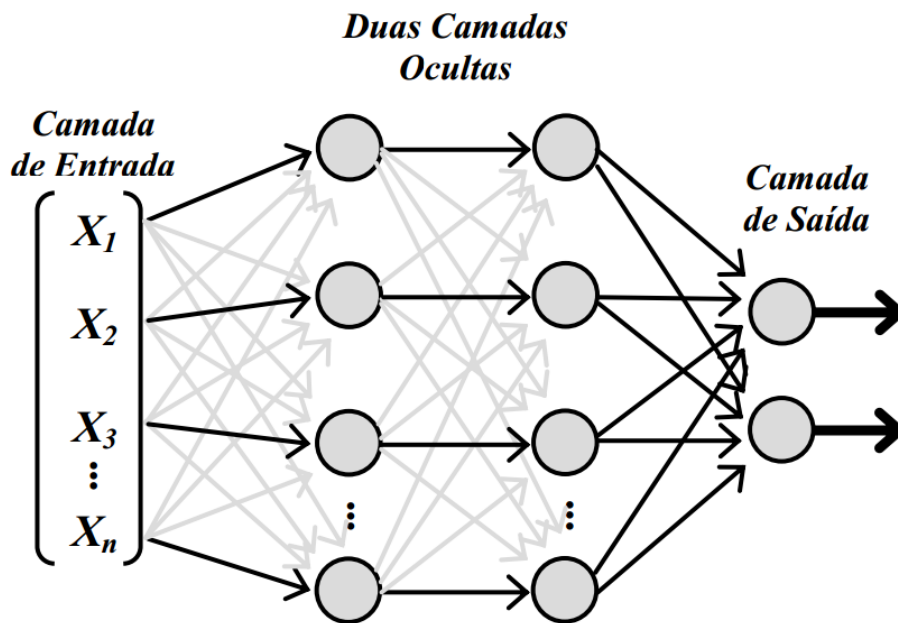 Duas Camadas
Ocultas
Camada
de Entrada
Camada
de Saída
X1
X2
X3
...
Xn
...
...